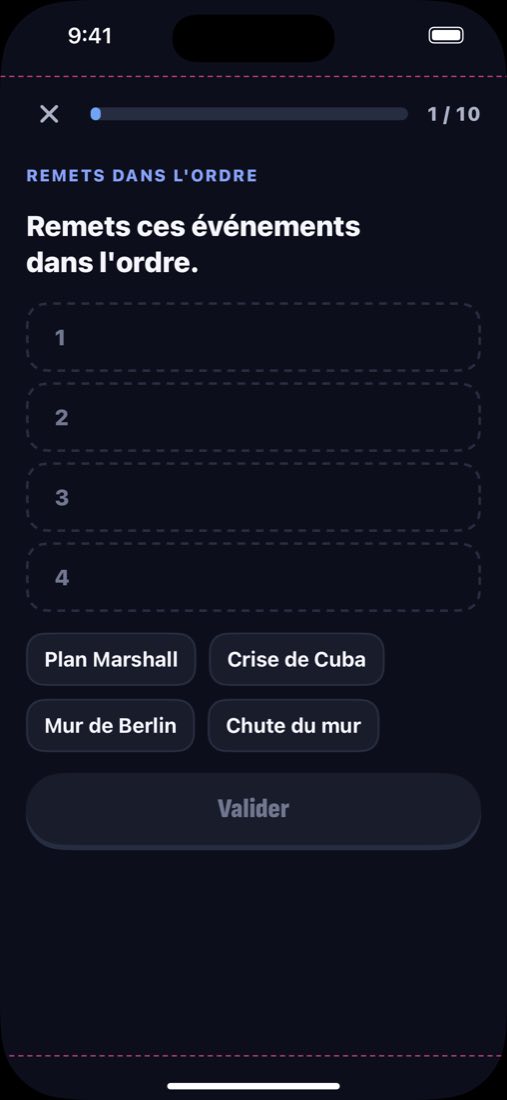 9:41
1 / 10
REMETS DANS L'ORDRE
Remets ces événements
dans l'ordre.
1
2
3
4
Plan Marshall
Crise de Cuba
Mur de Berlin
Chute du mur
Valider